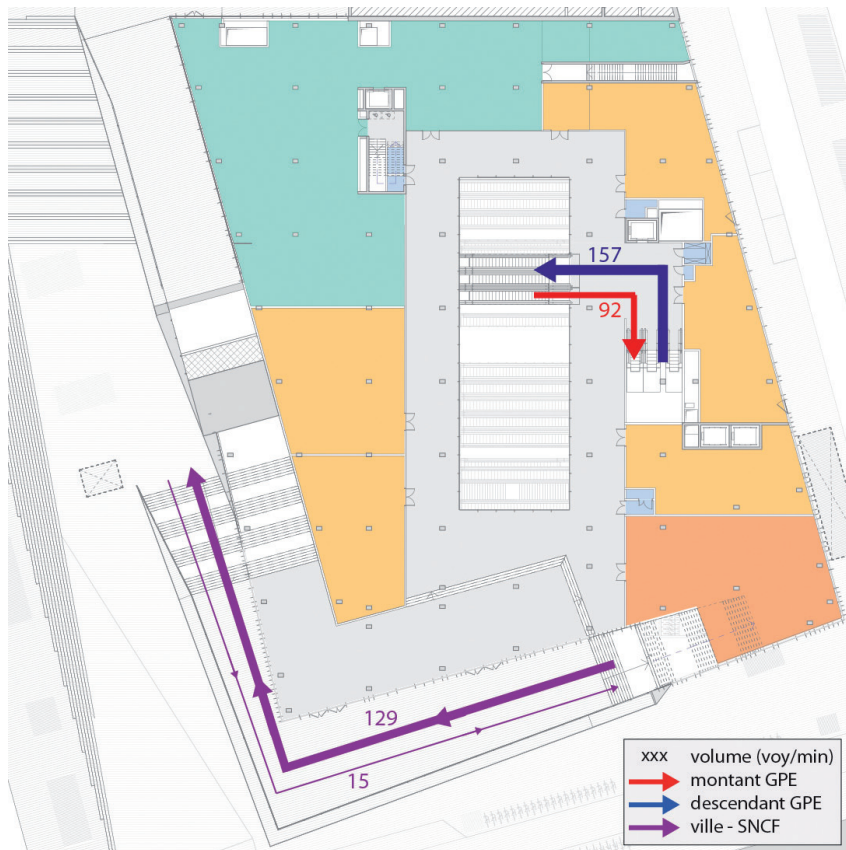 157
92
129
15
xxx volume (voy/min)
montant GPE
descendant GPE
ville - SNCF